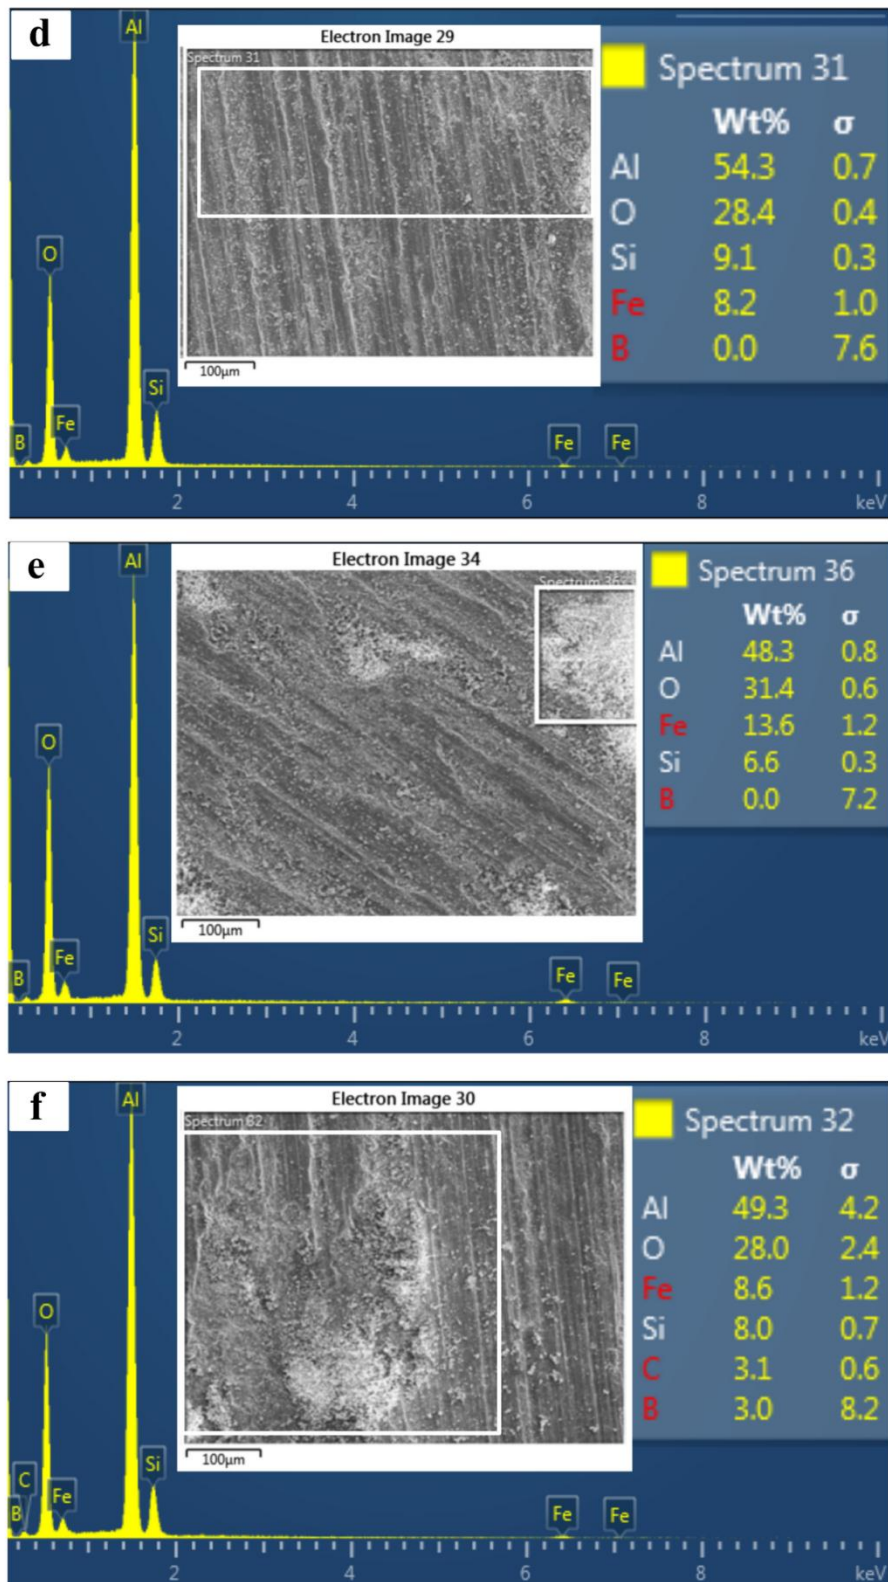 d
Al
Electron Image 29
Spectrum 31
Spectrum 31
Wt% σ
Al 54.3 0.7
O 28.4 0.4
Si 9.1 0.3
Fe 8.2 1.0
B 0.0 7.6
O
Si
Fe
B
Fe
Fe
100μm
2 4 6 8 keV
e
Al
Electron Image 34
Spectrum 36
Spectrum 36
Wt% σ
Al 48.3 0.8
O 31.4 0.6
Fe 13.6 1.2
Si 6.6 0.3
B 0.0 7.2
O
Si
Fe
B
Fe
Fe
100μm
2 4 6 8 keV
f
Al
Electron Image 30
Spectrum 32
Spectrum 32
Wt% σ
Al 49.3 4.2
O 28.0 2.4
Fe 8.6 1.2
Si 8.0 0.7
C 3.1 0.6
B 3.0 8.2
O
Si
C
Fe
B
Fe
Fe
100μm
2 4 6 8 keV